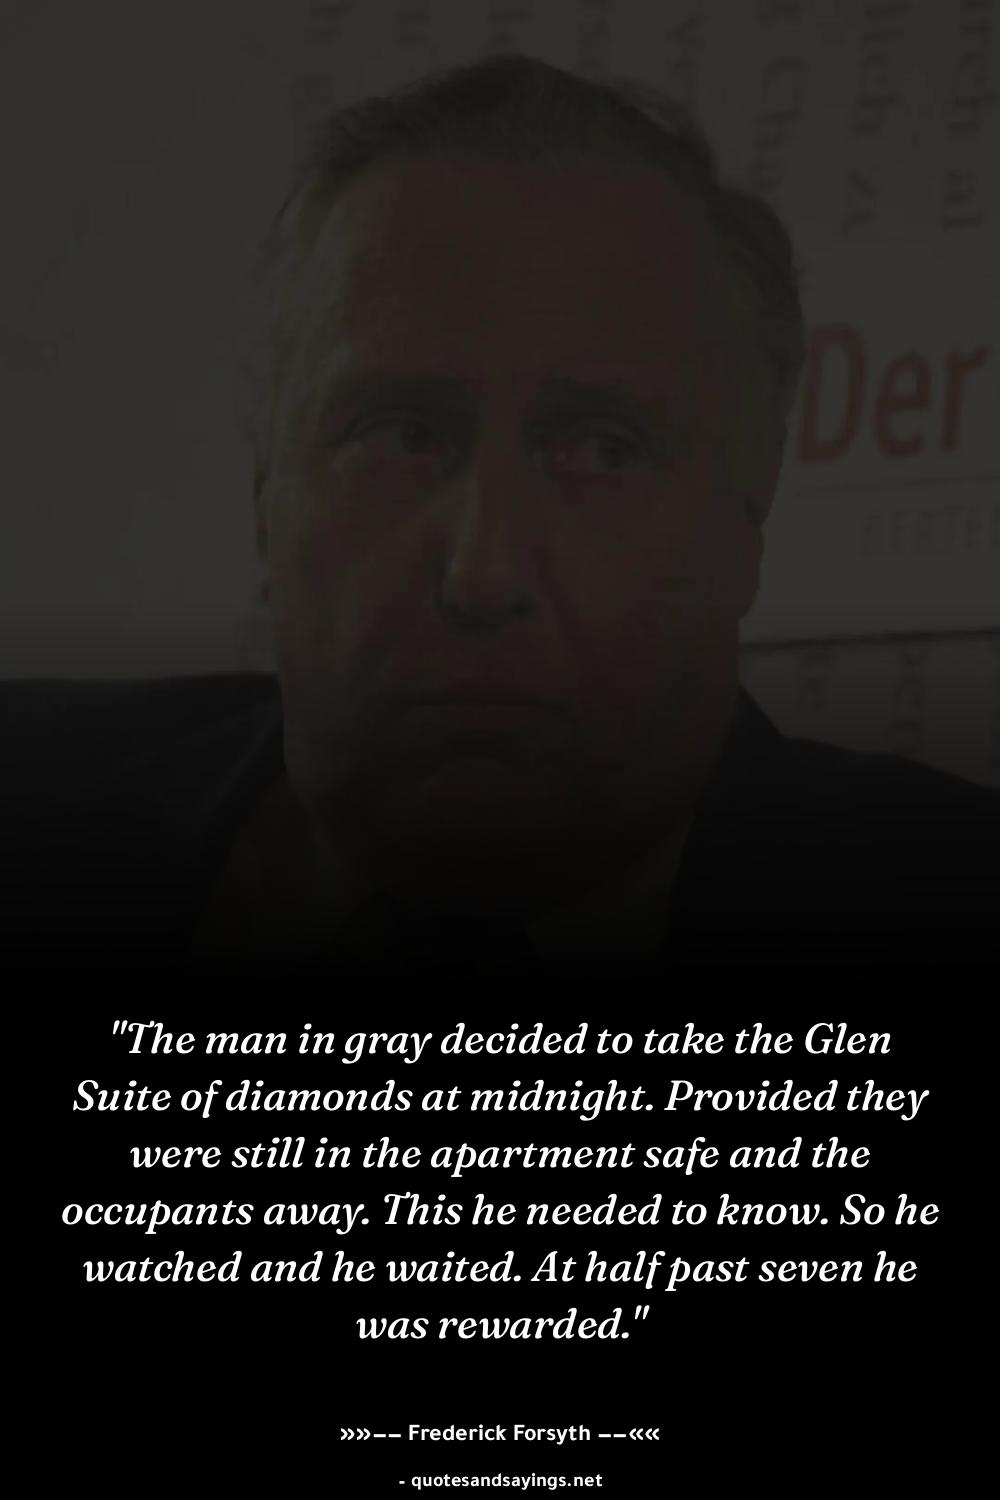 Der
"The man in gray decided to take the Glen
Suite of diamonds at midnight. Provided they
were still in the apartment safe and the
occupants away. This he needed to know. So he
watched and he waited. At half past seven he
was rewarded."
»»–– Frederick Forsyth ––««
- quotesandsayings.net